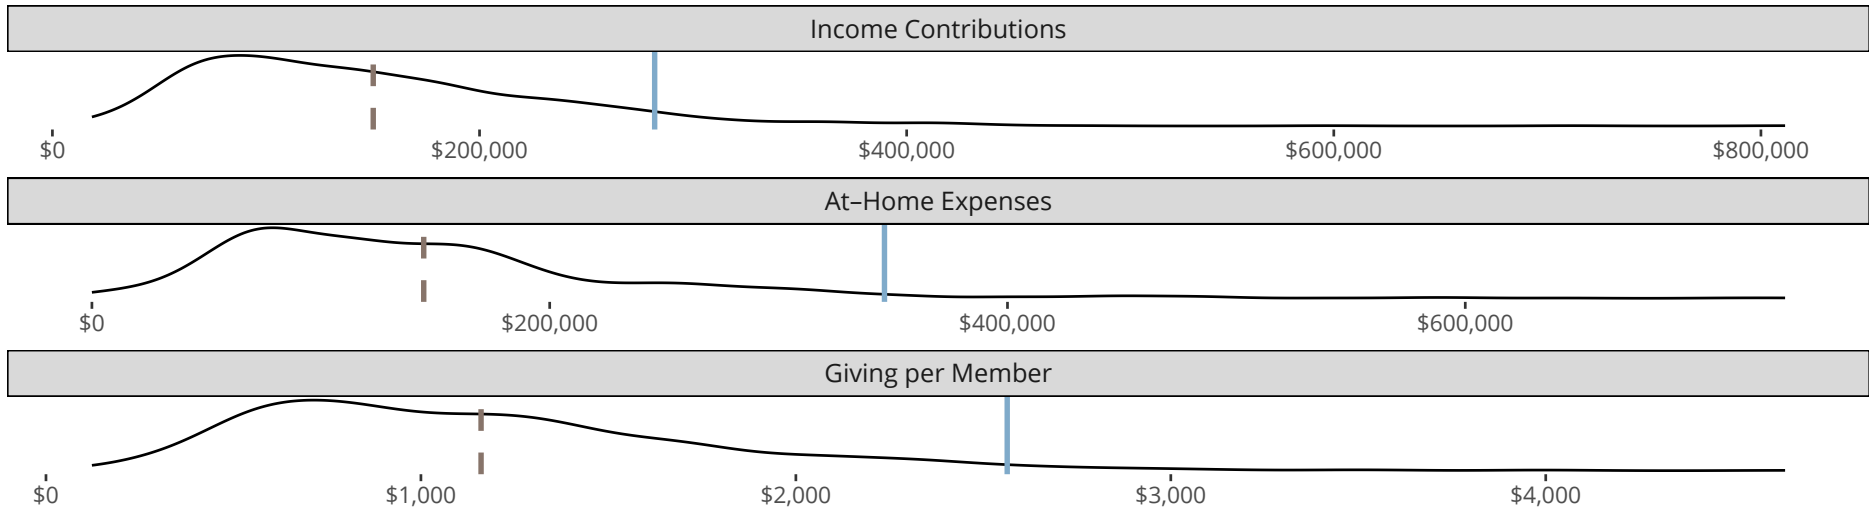 Income Contributions
$0 $200,000 $400,000 $600,000 $800,000
At–Home Expenses
$0 $200,000 $400,000 $600,000
Giving per Member
$0 $1,000 $2,000 $3,000 $4,000